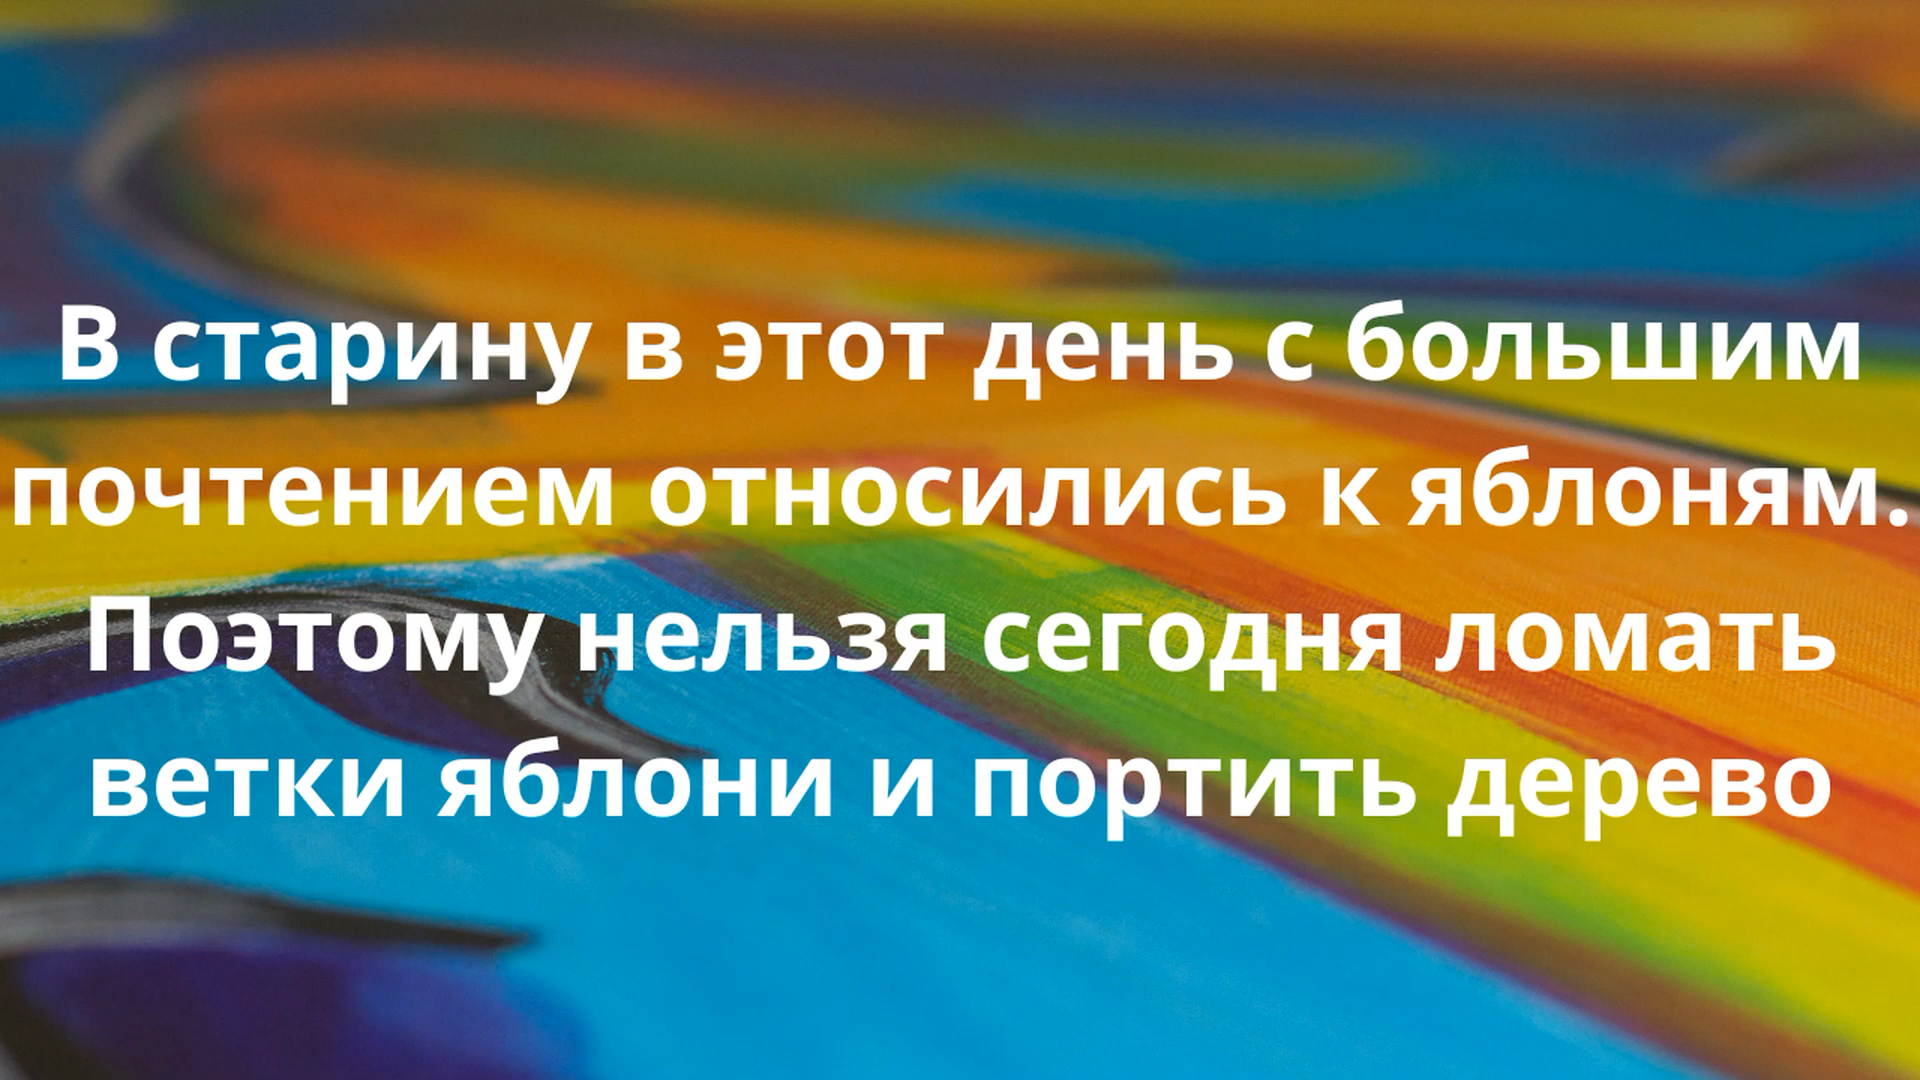 В старину в этот день с большим
почтением относились к яблоням.
Поэтому нельзя сегодня ломать
ветки яблони и портить дерево